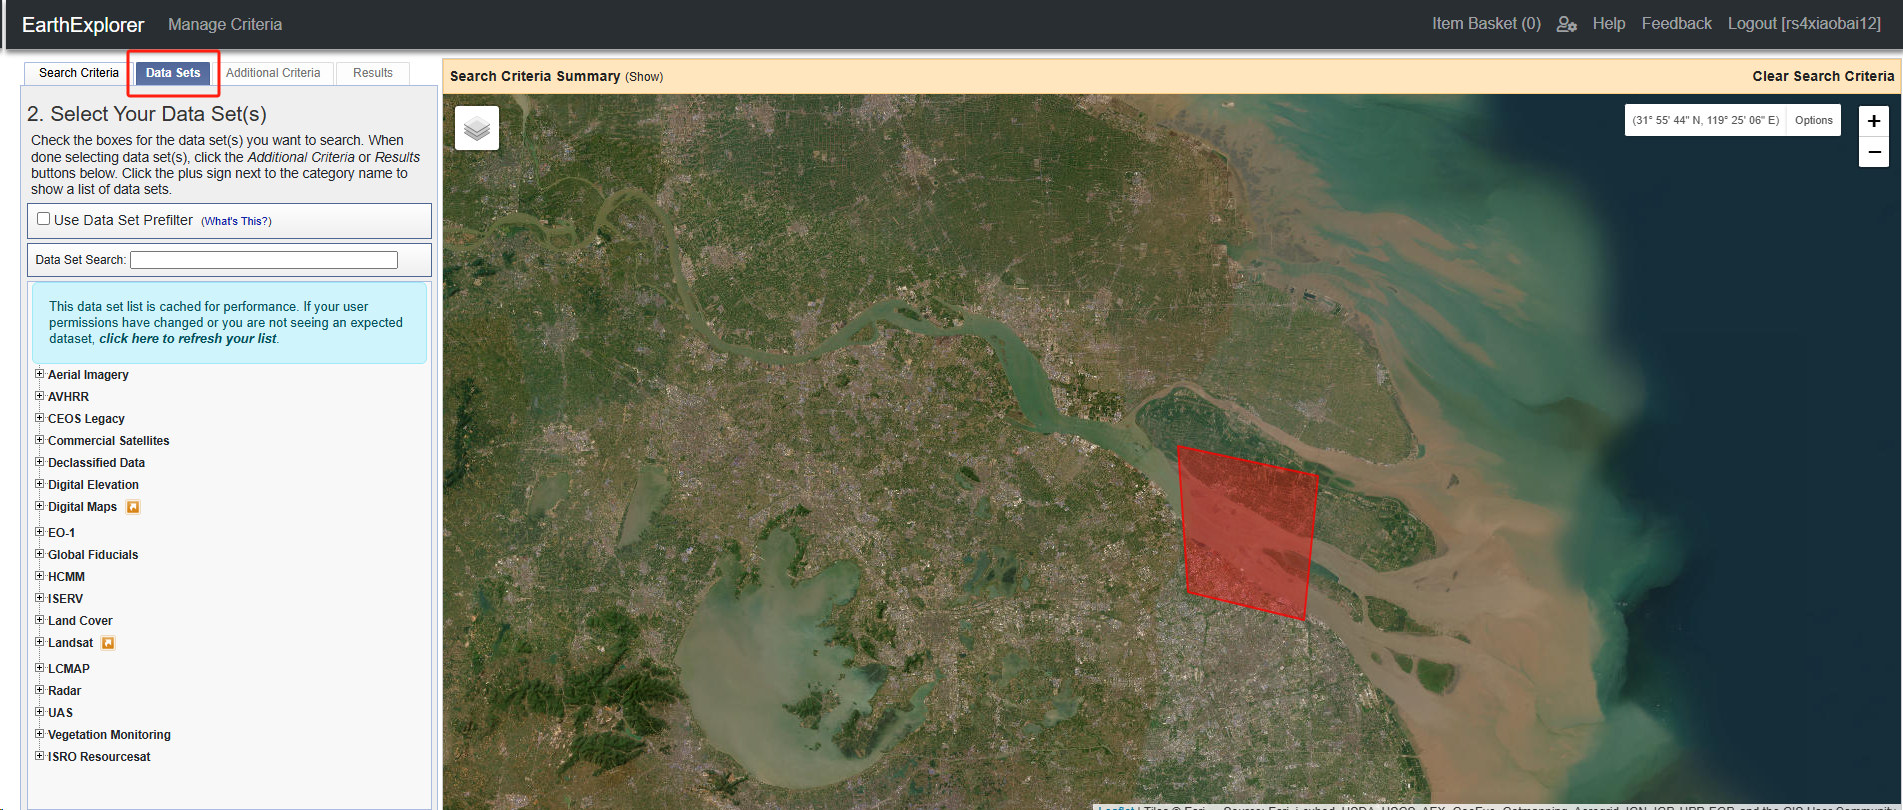 EarthExplorer Manage Criteria Item Basket (0) Help Feedback Logout [rs4xiaobai12]
Search Criteria Data Sets Additional Criteria Results
2. Select Your Data Set(s)
Check the boxes for the data set(s) you want to search. When
done selecting data set(s), click the Additional Criteria or Results
buttons below. Click the plus sign next to the category name to
show a list of data sets.
Use Data Set Prefilter (What's This?)
Data Set Search:
This data set list is cached for performance. If your user
permissions have changed or you are not seeing an expected
dataset, click here to refresh your list.
Aerial Imagery
AVHRR
CEOS Legacy
Commercial Satellites
Declassified Data
Digital Elevation
Digital Maps
EO-1
Global Fiducials
HCMM
ISERV
Land Cover
Landsat
LCMAP
Radar
UAS
Vegetation Monitoring
ISRO Resourcesat
Search Criteria Summary (Show) Clear Search Criteria
(31° 55' 44" N, 119° 25' 06" E) Options
+
−